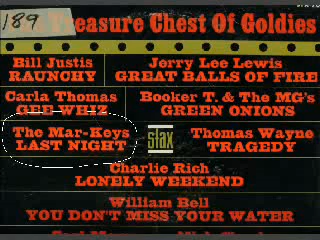 189
Treasure Chest Of Goldies
Bill Justis
RAUNCHY
Jerry Lee Lewis
GREAT BALLS OF FIRE
Carla Thomas
GEE WHIZ
Booker T. & The MG's
GREEN ONIONS
The Mar-Keys
LAST NIGHT
stax
Thomas Wayne
TRAGEDY
Charlie Rich
LONELY WEEKEND
William Bell
YOU DON'T MISS YOUR WATER